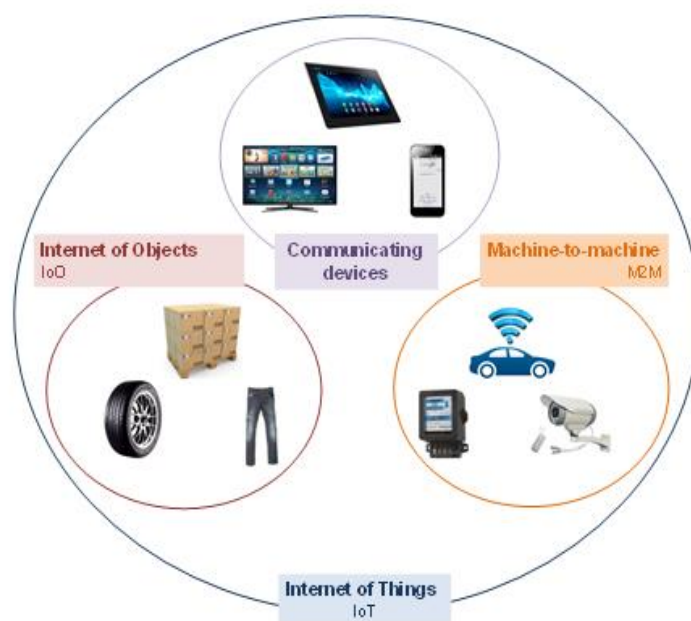 Communicating
devices
Internet of Objects
IoO
Machine-to-machine
M2M
Internet of Things
IoT